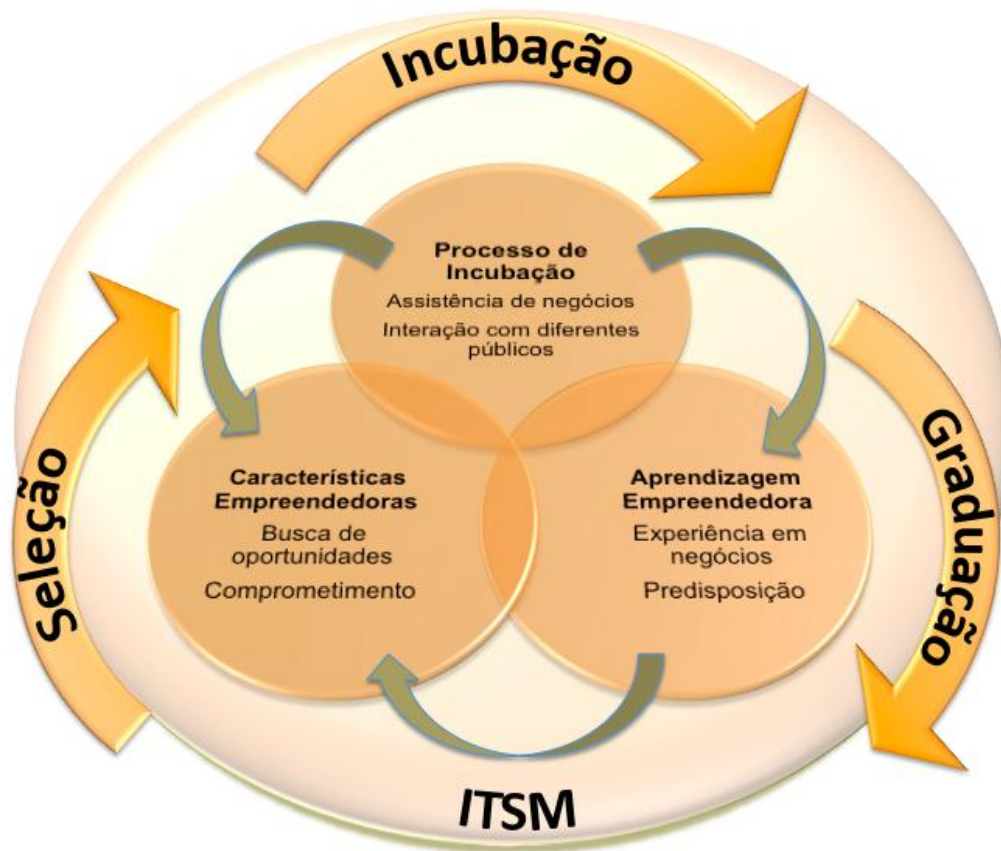 Incubação
Processo de
Incubação
Assistência de negócios
Interação com diferentes
públicos
Seleção
Características
Empreendedoras
Busca de
oportunidades
Comprometimento
Aprendizagem
Empreendedora
Experiência em
negócios
Predisposição
Graduação
ITSM